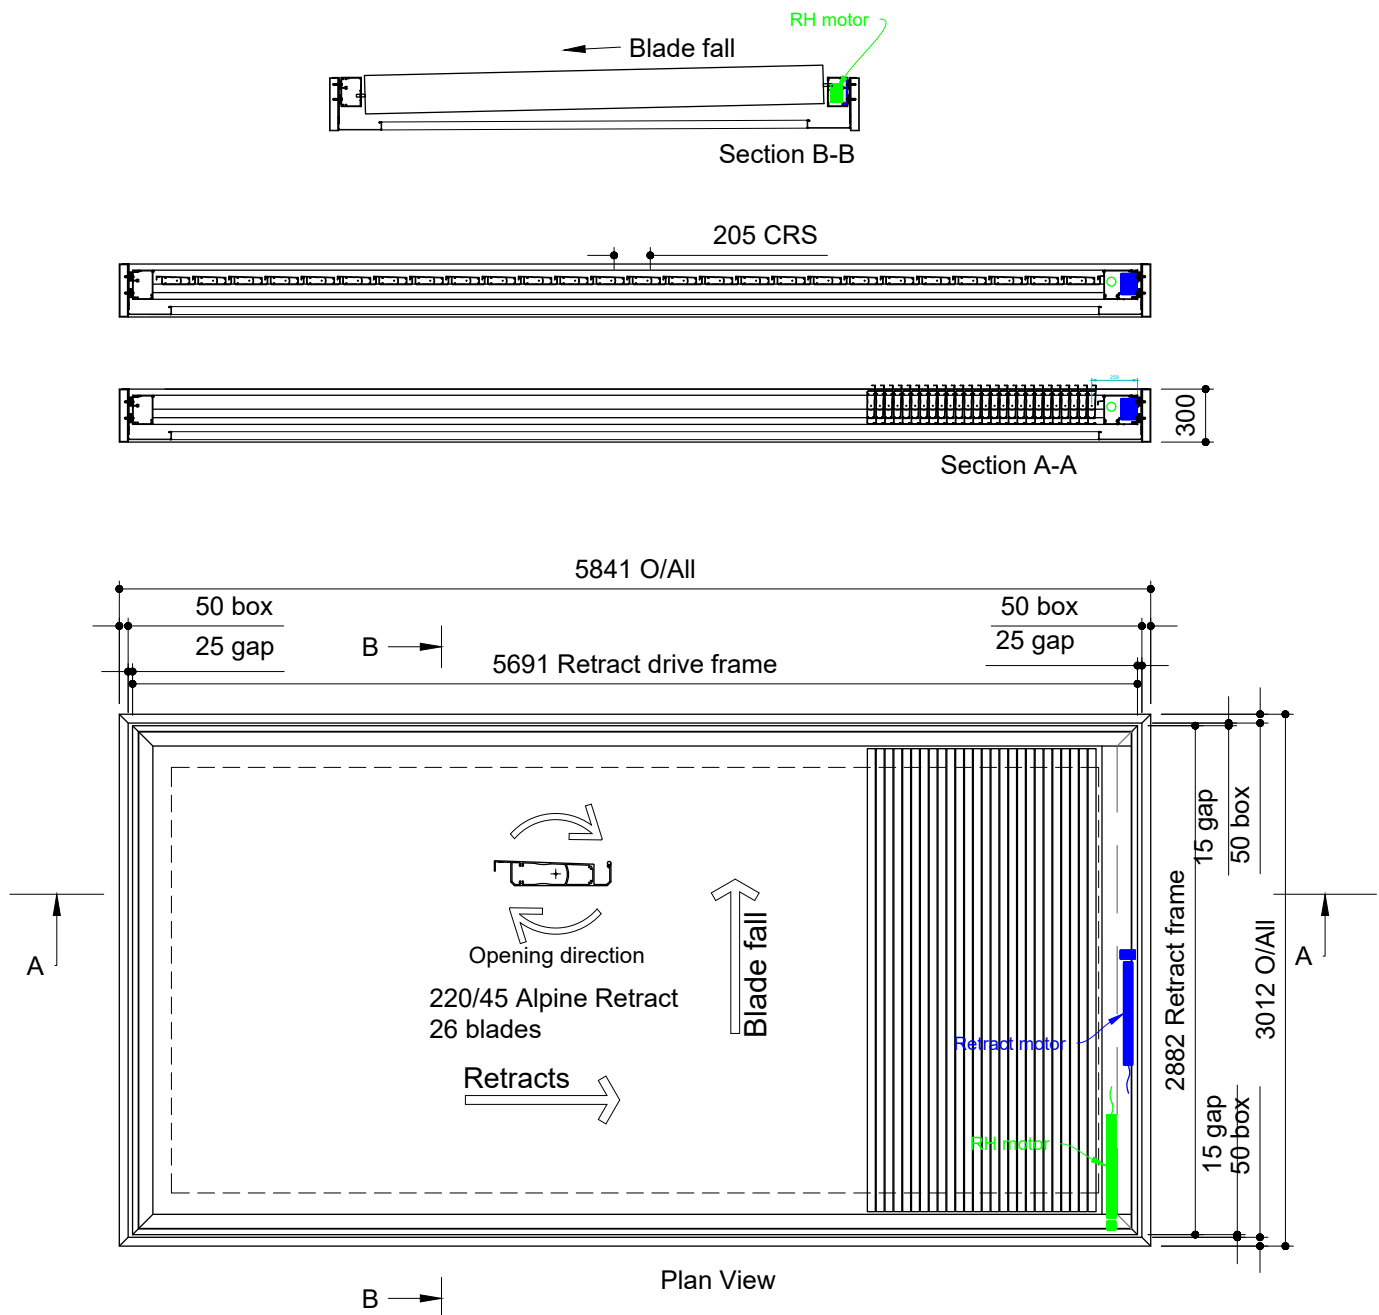 RH motor
Blade fall
Section B-B
205 CRS
259
300
Section A-A
5841 O/All
50 box
50 box
25 gap
25 gap
B
5691 Retract drive frame
15 gap
50 box
2882 Retract frame
3012 O/All
A
A
Opening direction
220/45 Alpine Retract
26 blades
Blade fall
Retract motor
Retracts
RH motor
15 gap
50 box
Plan View
B